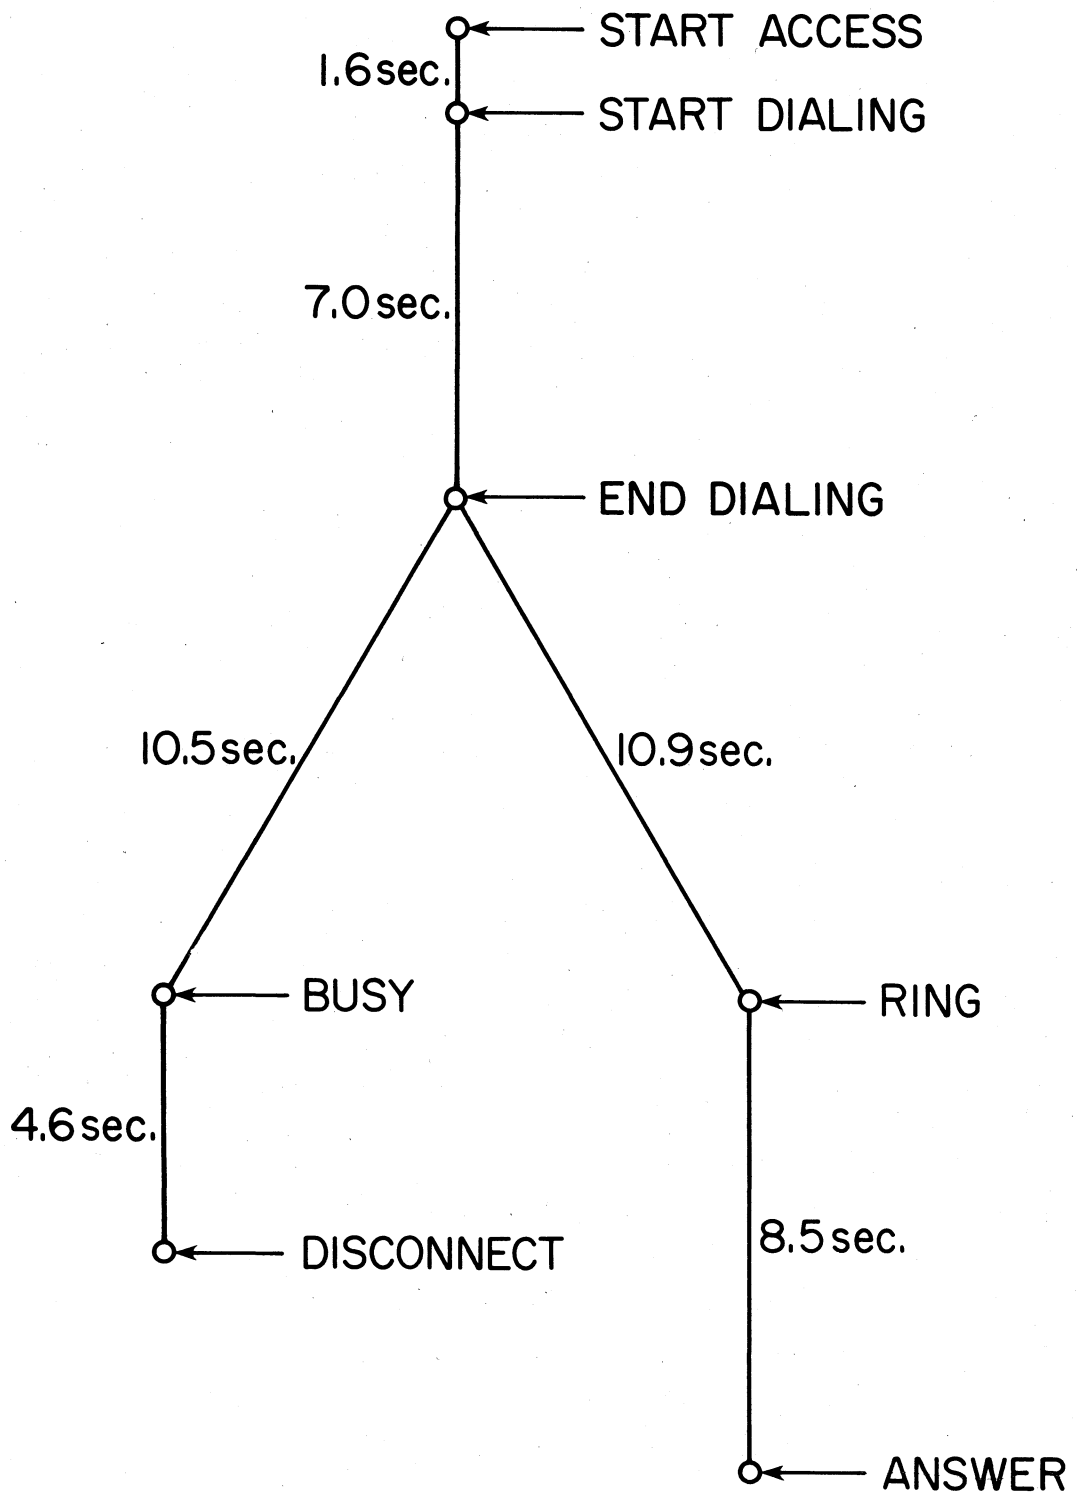 START ACCESS
1.6 sec.
START DIALING
7.0 sec.
END DIALING
10.5 sec.
10.9 sec.
BUSY
RING
4.6 sec.
8.5 sec.
DISCONNECT
ANSWER